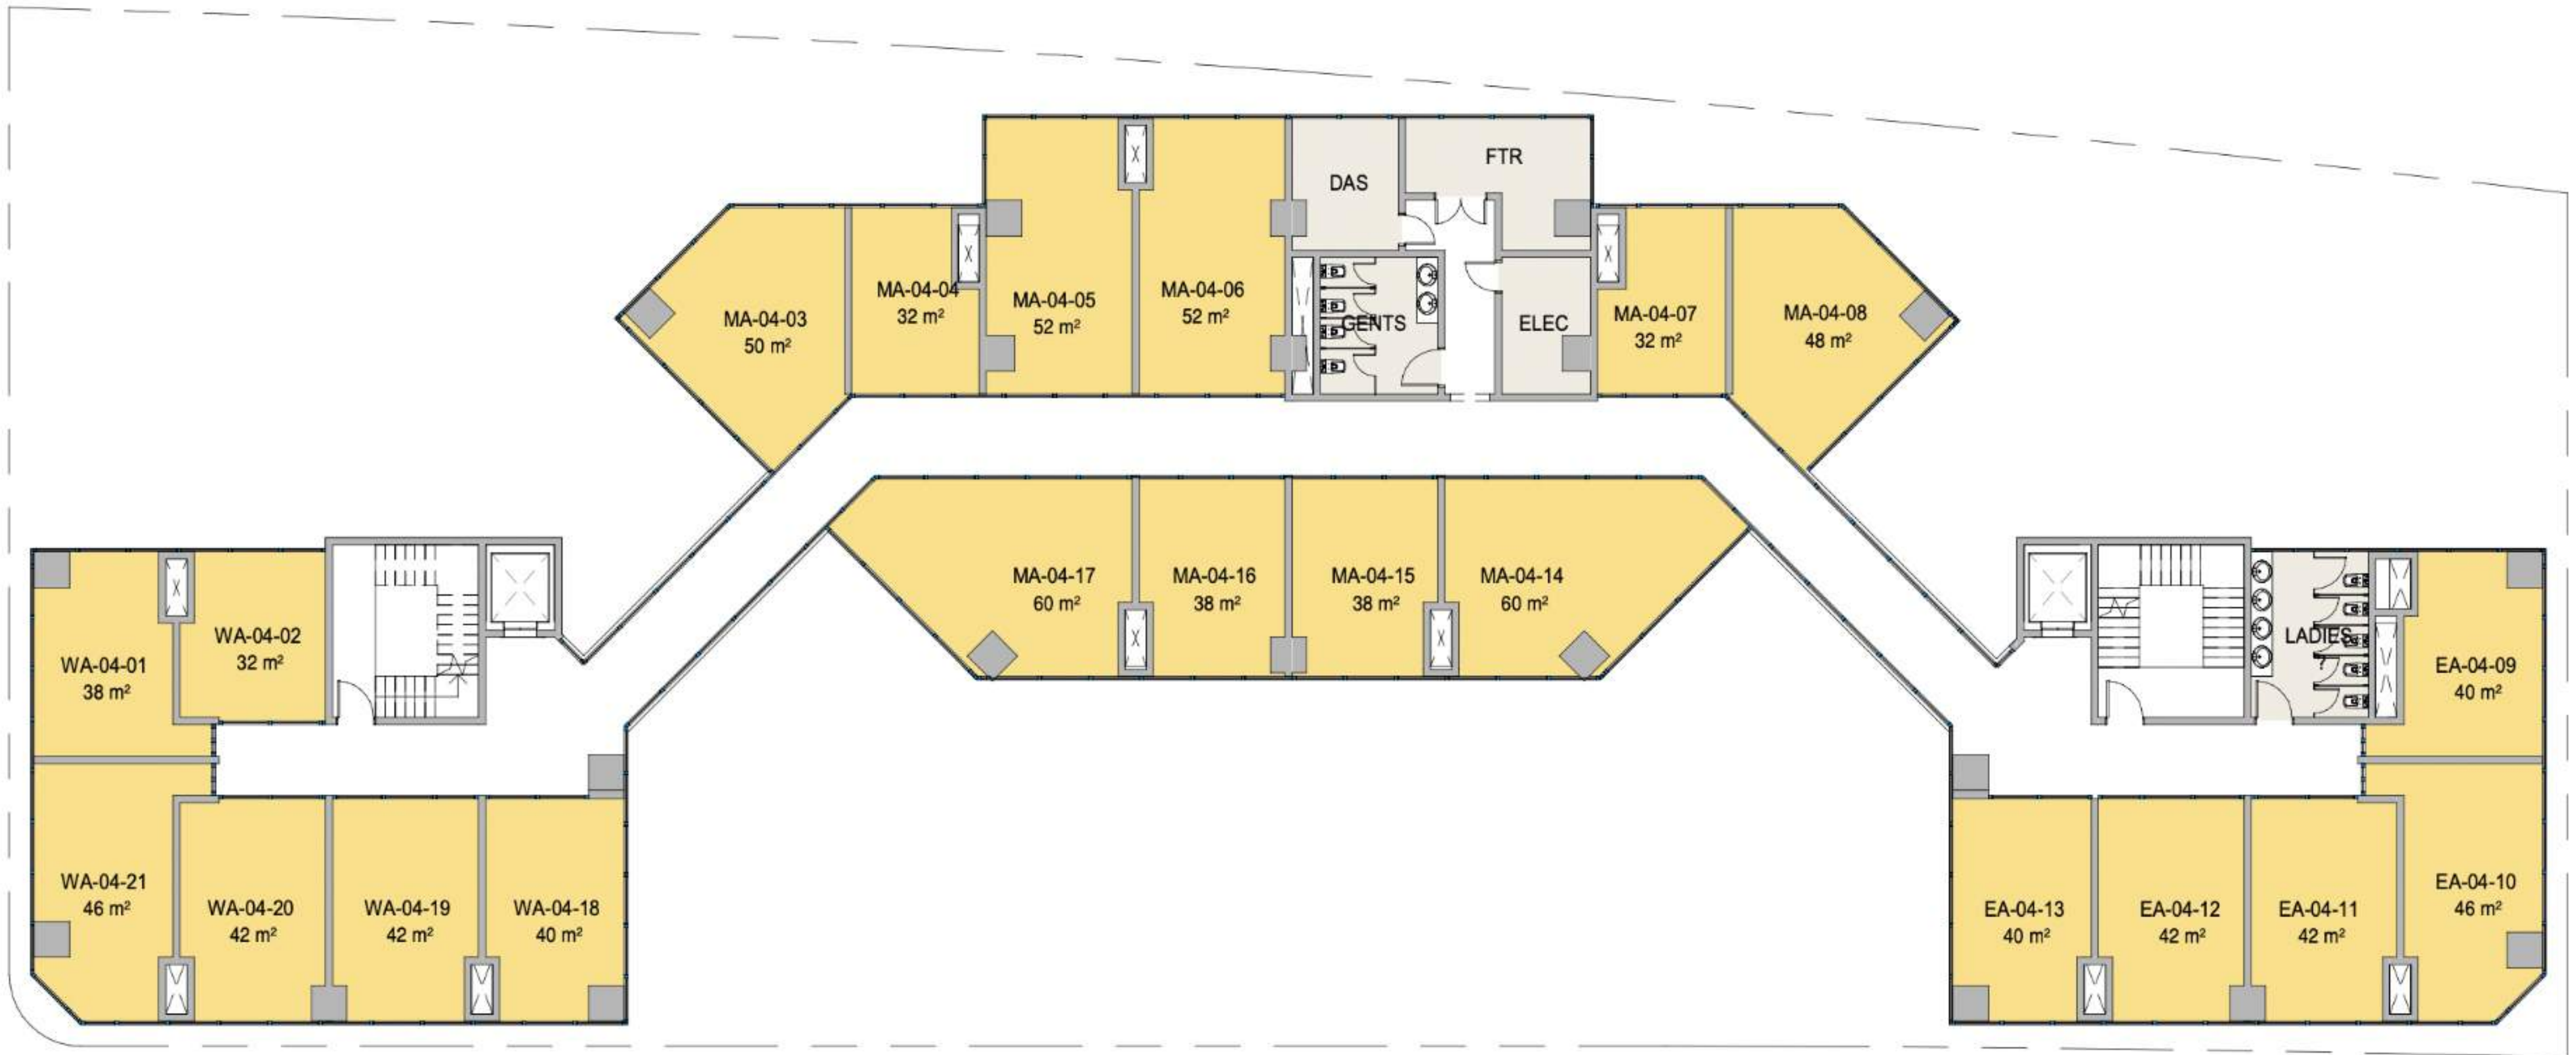 FTR
DAS
MA-04-03
50 m²
MA-04-04
32 m²
MA-04-05
52 m²
MA-04-06
52 m²
GENTS
ELEC
MA-04-07
32 m²
MA-04-08
48 m²
MA-04-17
60 m²
MA-04-16
38 m²
MA-04-15
38 m²
MA-04-14
60 m²
WA-04-01
38 m²
WA-04-02
32 m²
LADIES
?
EA-04-09
40 m²
WA-04-21
46 m²
WA-04-20
42 m²
WA-04-19
42 m²
WA-04-18
40 m²
EA-04-13
40 m²
EA-04-12
42 m²
EA-04-11
42 m²
EA-04-10
46 m²